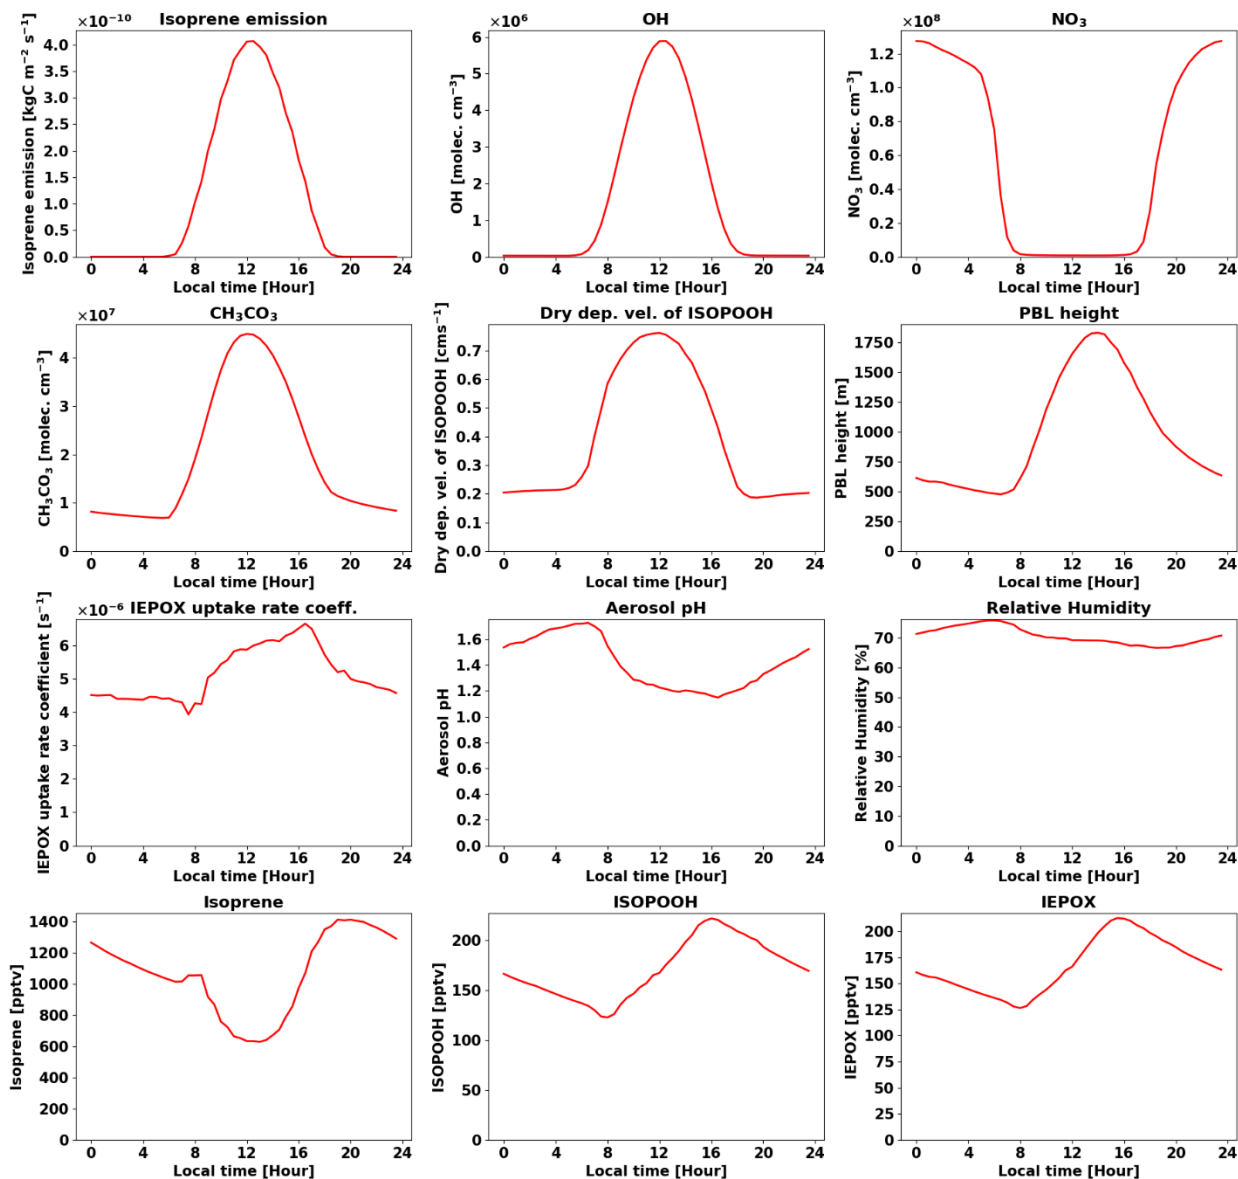 ×10⁻¹⁰ Isoprene emission
Isoprene emission [kgC m⁻² s⁻¹]
4.0
3.5
3.0
2.5
2.0
1.5
1.0
0.5
0.0
0 4 8 12 16 20 24
Local time [Hour]
×10⁶ OH
OH [molec. cm⁻³]
6
5
4
3
2
1
0
0 4 8 12 16 20 24
Local time [Hour]
×10⁸ NO₃
NO₃ [molec. cm⁻³]
1.2
1.0
0.8
0.6
0.4
0.2
0.0
0 4 8 12 16 20 24
Local time [Hour]
×10⁷ CH₃CO₃
CH₃CO₃ [molec. cm⁻³]
4
3
2
1
0
0 4 8 12 16 20 24
Local time [Hour]
Dry dep. vel. of ISOPOOH
Dry dep. vel. of ISOPOOH [cms⁻¹]
0.7
0.6
0.5
0.4
0.3
0.2
0.1
0.0
0 4 8 12 16 20 24
Local time [Hour]
PBL height
PBL height [m]
1750
1500
1250
1000
750
500
250
0
0 4 8 12 16 20 24
Local time [Hour]
×10⁻⁶ IEPOX uptake rate coeff.
IEPOX uptake rate coefficient [s⁻¹]
6
5
4
3
2
1
0
0 4 8 12 16 20 24
Local time [Hour]
Aerosol pH
Aerosol pH
1.6
1.4
1.2
1.0
0.8
0.6
0.4
0.2
0.0
0 4 8 12 16 20 24
Local time [Hour]
Relative Humidity
Relative Humidity [%]
70
60
50
40
30
20
10
0
0 4 8 12 16 20 24
Local time [Hour]
Isoprene
Isoprene [pptv]
1400
1200
1000
800
600
400
200
0
0 4 8 12 16 20 24
Local time [Hour]
ISOPOOH
ISOPOOH [pptv]
200
150
100
50
0
0 4 8 12 16 20 24
Local time [Hour]
IEPOX
IEPOX [pptv]
200
175
150
125
100
75
50
25
0
0 4 8 12 16 20 24
Local time [Hour]